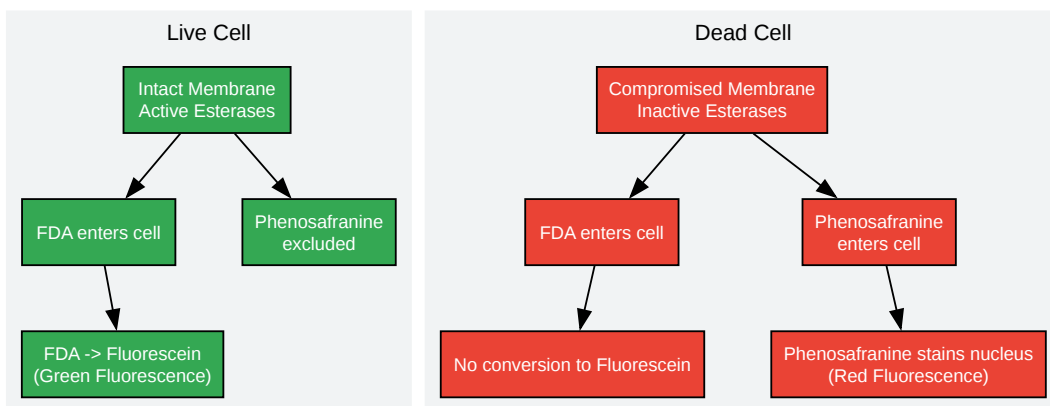 Live Cell
Intact Membrane
Active Esterases
FDA enters cell
Phenosafranine
excluded
FDA -> Fluorescein
(Green Fluorescence)
Dead Cell
Compromised Membrane
Inactive Esterases
FDA enters cell
Phenosafranine
enters cell
No conversion to Fluorescein
Phenosafranine stains nucleus
(Red Fluorescence)